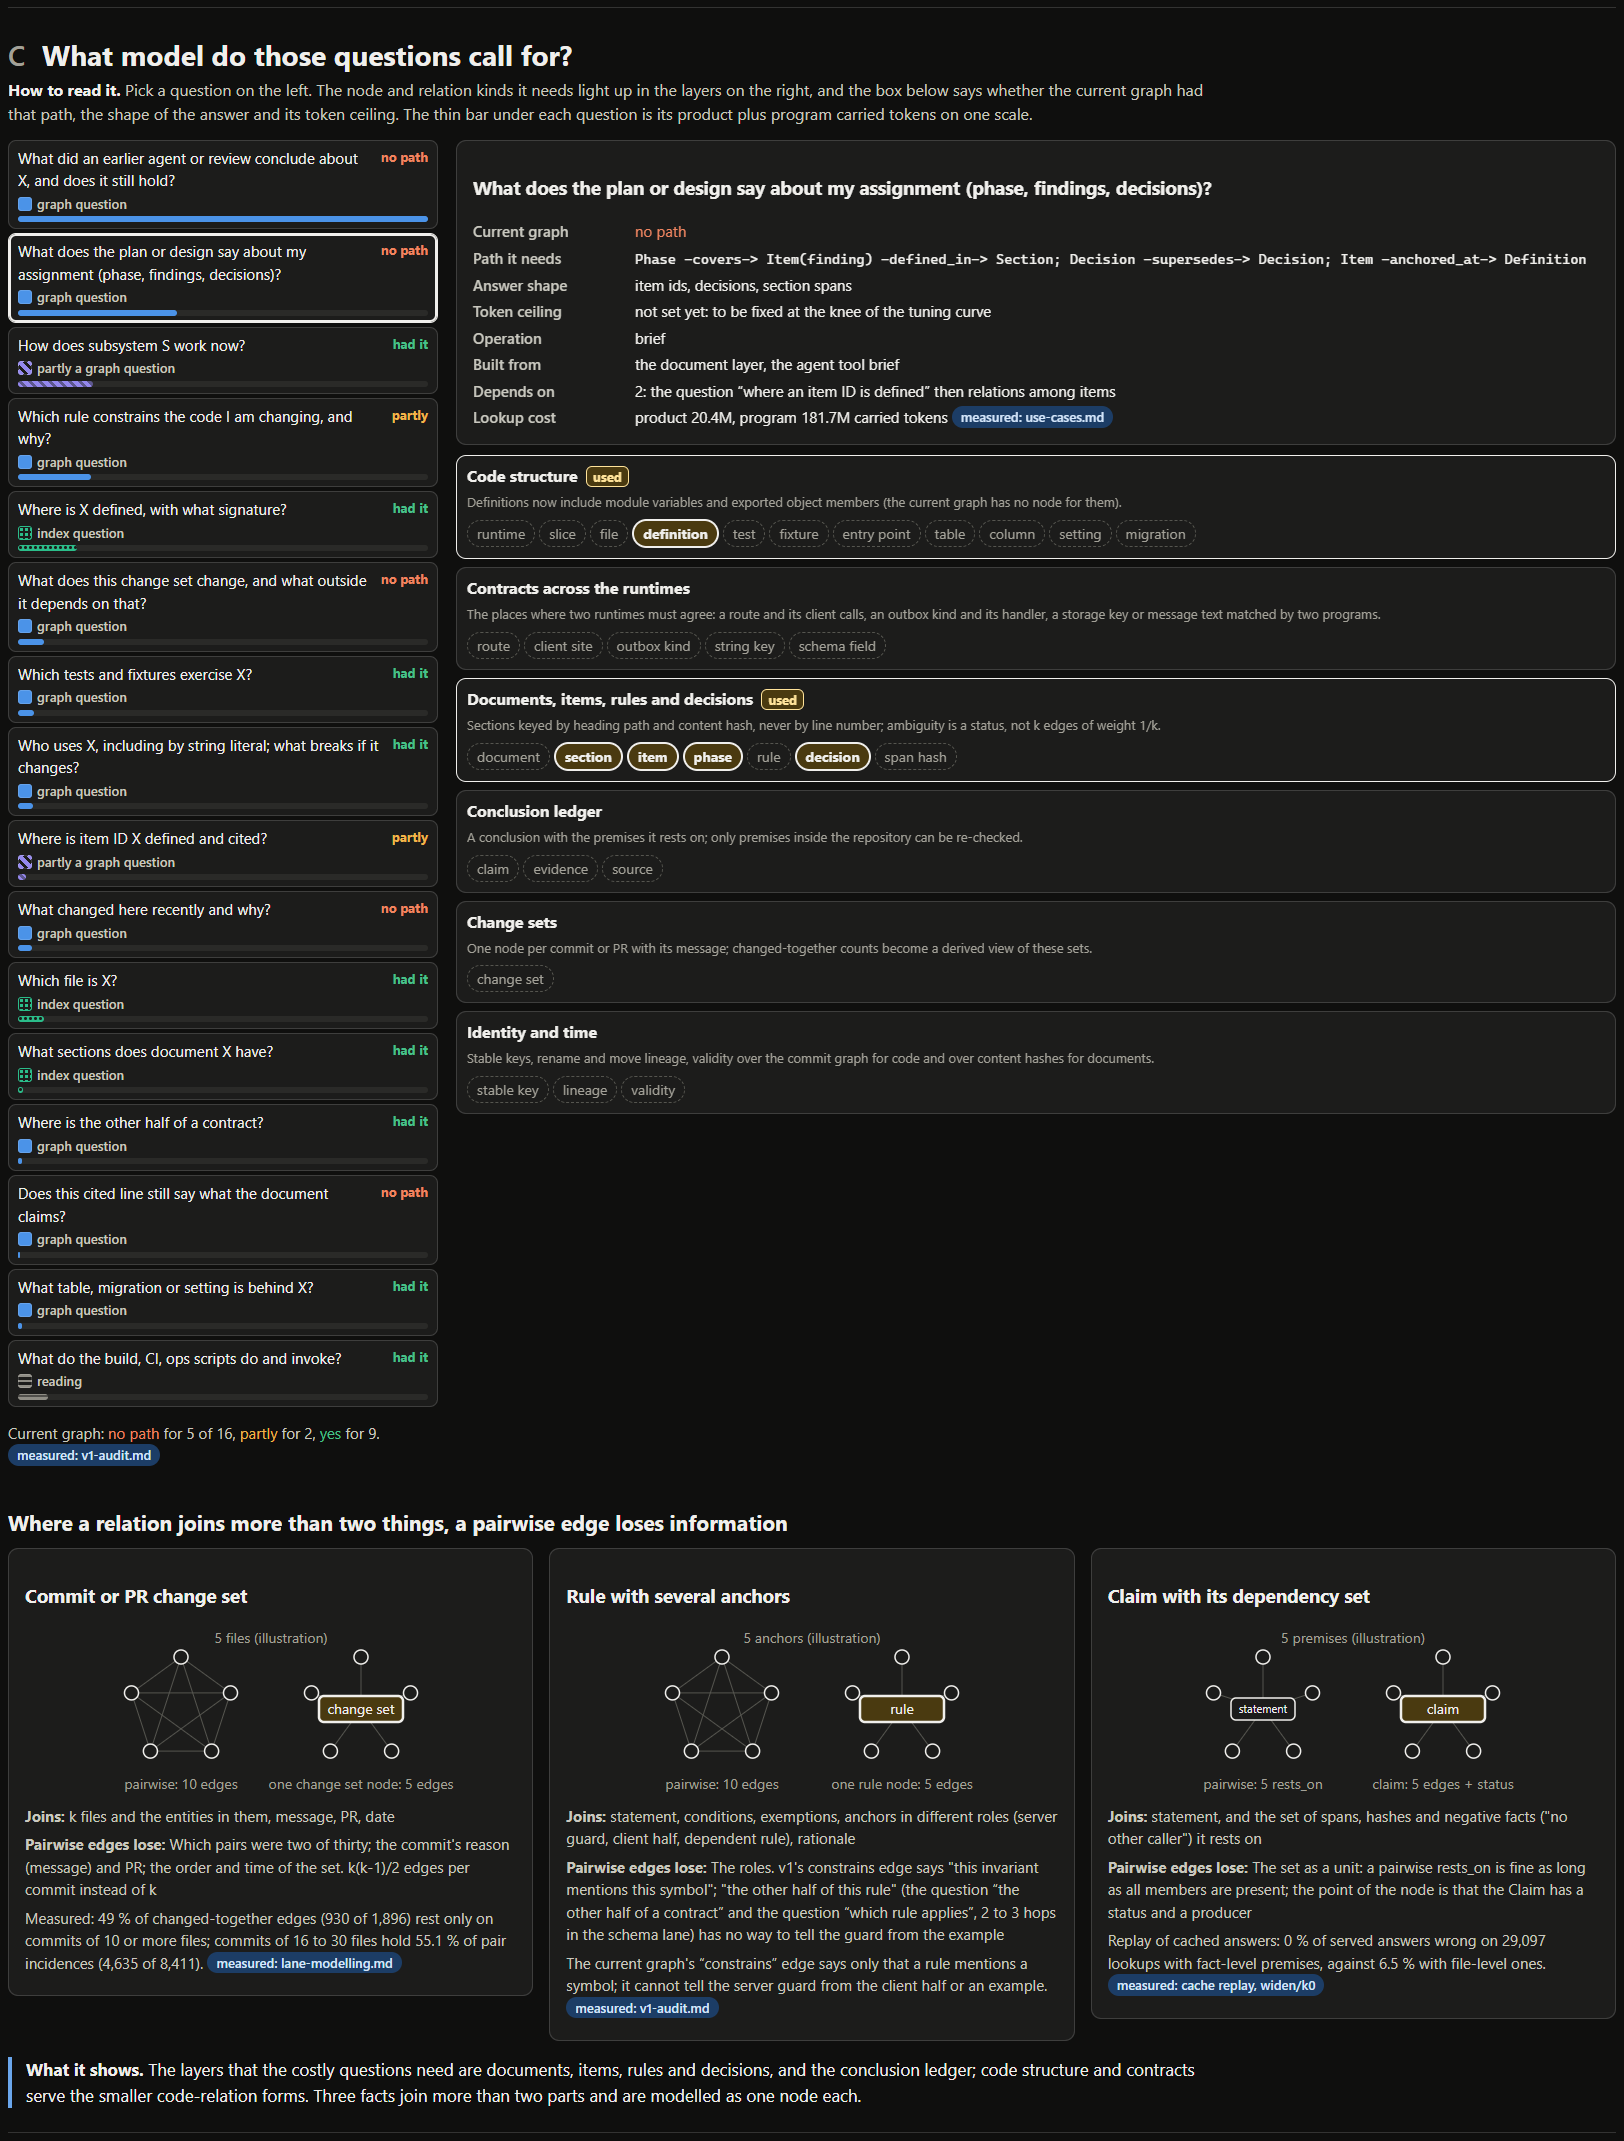 C What model do those questions call for?
How to read it. Pick a question on the left. The node and relation kinds it needs light up in the layers on the right, and the box below says whether the current graph had
that path, the shape of the answer and its token ceiling. The thin bar under each question is its product plus program carried tokens on one scale.
What did an earlier agent or review conclude about
X, and does it still hold?
no path
graph question
What does the plan or design say about my
assignment (phase, findings, decisions)?
no path
graph question
How does subsystem S work now?
had it
partly a graph question
Which rule constrains the code I am changing, and
why?
partly
graph question
Where is X defined, with what signature?
had it
index question
What does this change set change, and what outside
it depends on that?
no path
graph question
Which tests and fixtures exercise X?
had it
graph question
Who uses X, including by string literal; what breaks if it
changes?
had it
graph question
Where is item ID X defined and cited?
partly
partly a graph question
What changed here recently and why?
no path
graph question
Which file is X?
had it
index question
What sections does document X have?
had it
index question
Where is the other half of a contract?
had it
graph question
Does this cited line still say what the document
claims?
no path
graph question
What table, migration or setting is behind X?
had it
graph question
What do the build, CI, ops scripts do and invoke?
had it
reading
Current graph: no path for 5 of 16, partly for 2, yes for 9.
measured: v1-audit.md
What does the plan or design say about my assignment (phase, findings, decisions)?
Current graph no path
Path it needs Phase –covers–> Item(finding) –defined_in–> Section; Decision –supersedes–> Decision; Item –anchored_at–> Definition
Answer shape item ids, decisions, section spans
Token ceiling not set yet: to be fixed at the knee of the tuning curve
Operation brief
Built from the document layer, the agent tool brief
Depends on 2: the question “where an item ID is defined” then relations among items
Lookup cost product 20.4M, program 181.7M carried tokens measured: use-cases.md
Code structure used
Definitions now include module variables and exported object members (the current graph has no node for them).
runtime slice file definition test fixture entry point table column setting migration
Contracts across the runtimes
The places where two runtimes must agree: a route and its client calls, an outbox kind and its handler, a storage key or message text matched by two programs.
route client site outbox kind string key schema field
Documents, items, rules and decisions used
Sections keyed by heading path and content hash, never by line number; ambiguity is a status, not k edges of weight 1/k.
document section item phase rule decision span hash
Conclusion ledger
A conclusion with the premises it rests on; only premises inside the repository can be re-checked.
claim evidence source
Change sets
One node per commit or PR with its message; changed-together counts become a derived view of these sets.
change set
Identity and time
Stable keys, rename and move lineage, validity over the commit graph for code and over content hashes for documents.
stable key lineage validity
Where a relation joins more than two things, a pairwise edge loses information
Commit or PR change set
5 files (illustration)
change set
pairwise: 10 edges one change set node: 5 edges
Joins: k files and the entities in them, message, PR, date
Pairwise edges lose: Which pairs were two of thirty; the commit's reason
(message) and PR; the order and time of the set. k(k-1)/2 edges per
commit instead of k
Measured: 49 % of changed-together edges (930 of 1,896) rest only on
commits of 10 or more files; commits of 16 to 30 files hold 55.1 % of pair
incidences (4,635 of 8,411). measured: lane-modelling.md
Rule with several anchors
5 anchors (illustration)
rule
pairwise: 10 edges one rule node: 5 edges
Joins: statement, conditions, exemptions, anchors in different roles (server
guard, client half, dependent rule), rationale
Pairwise edges lose: The roles. v1's constrains edge says "this invariant
mentions this symbol"; "the other half of this rule" (the question “the
other half of a contract” and the question “which rule applies”, 2 to 3 hops
in the schema lane) has no way to tell the guard from the example
The current graph's “constrains” edge says only that a rule mentions a
symbol; it cannot tell the server guard from the client half or an example.
measured: v1-audit.md
Claim with its dependency set
5 premises (illustration)
statement
claim
pairwise: 5 rests_on claim: 5 edges + status
Joins: statement, and the set of spans, hashes and negative facts ("no
other caller") it rests on
Pairwise edges lose: The set as a unit: a pairwise rests_on is fine as long
as all members are present; the point of the node is that the Claim has a
status and a producer
Replay of cached answers: 0 % of served answers wrong on 29,097
lookups with fact-level premises, against 6.5 % with file-level ones.
measured: cache replay, widen/k0
What it shows. The layers that the costly questions need are documents, items, rules and decisions, and the conclusion ledger; code structure and contracts
serve the smaller code-relation forms. Three facts join more than two parts and are modelled as one node each.